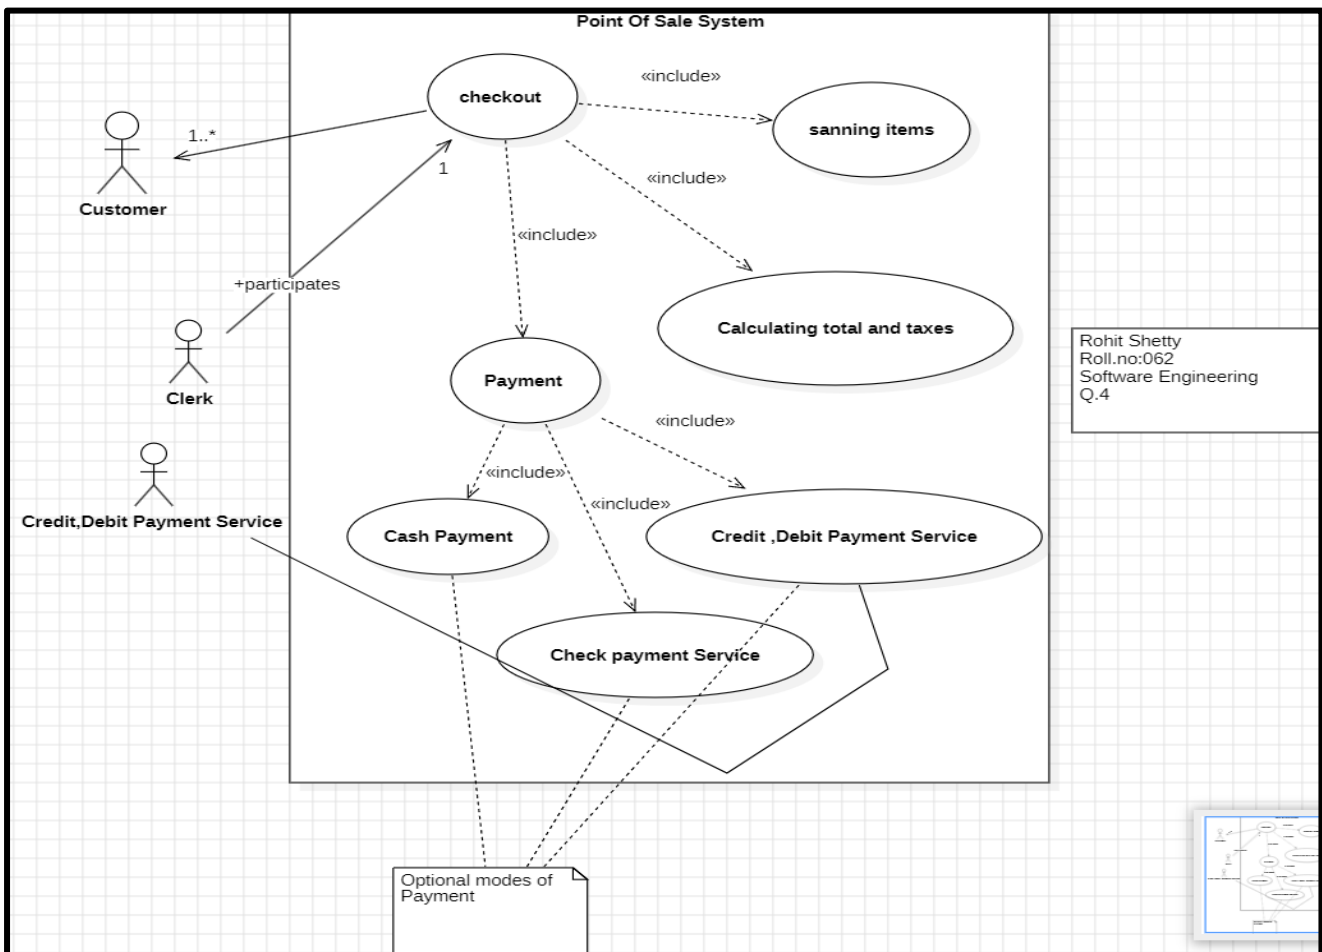 Point Of Sale System
«include»
checkout
sanning items
1..*
1
«include»
Customer
«include»
+participates
Calculating total and taxes
Rohit Shetty
Roll.no:062
Software Engineering
Q.4
Payment
Clerk
«include»
«include»
«include»
Credit,Debit Payment Service
Cash Payment
Credit ,Debit Payment Service
Check payment Service
Optional modes of
Payment